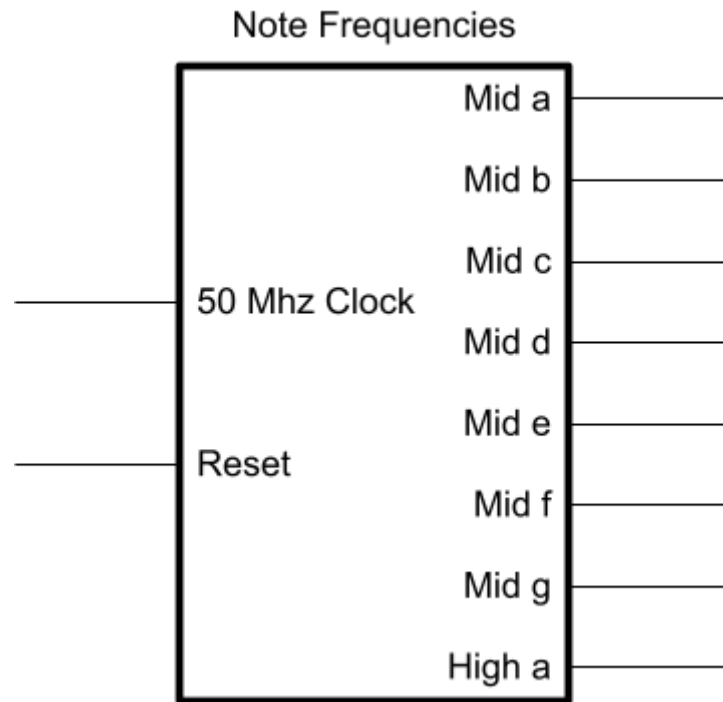 Note Frequencies
Mid a
Mid b
Mid c
50 Mhz Clock
Mid d
Mid e
Reset
Mid f
Mid g
High a